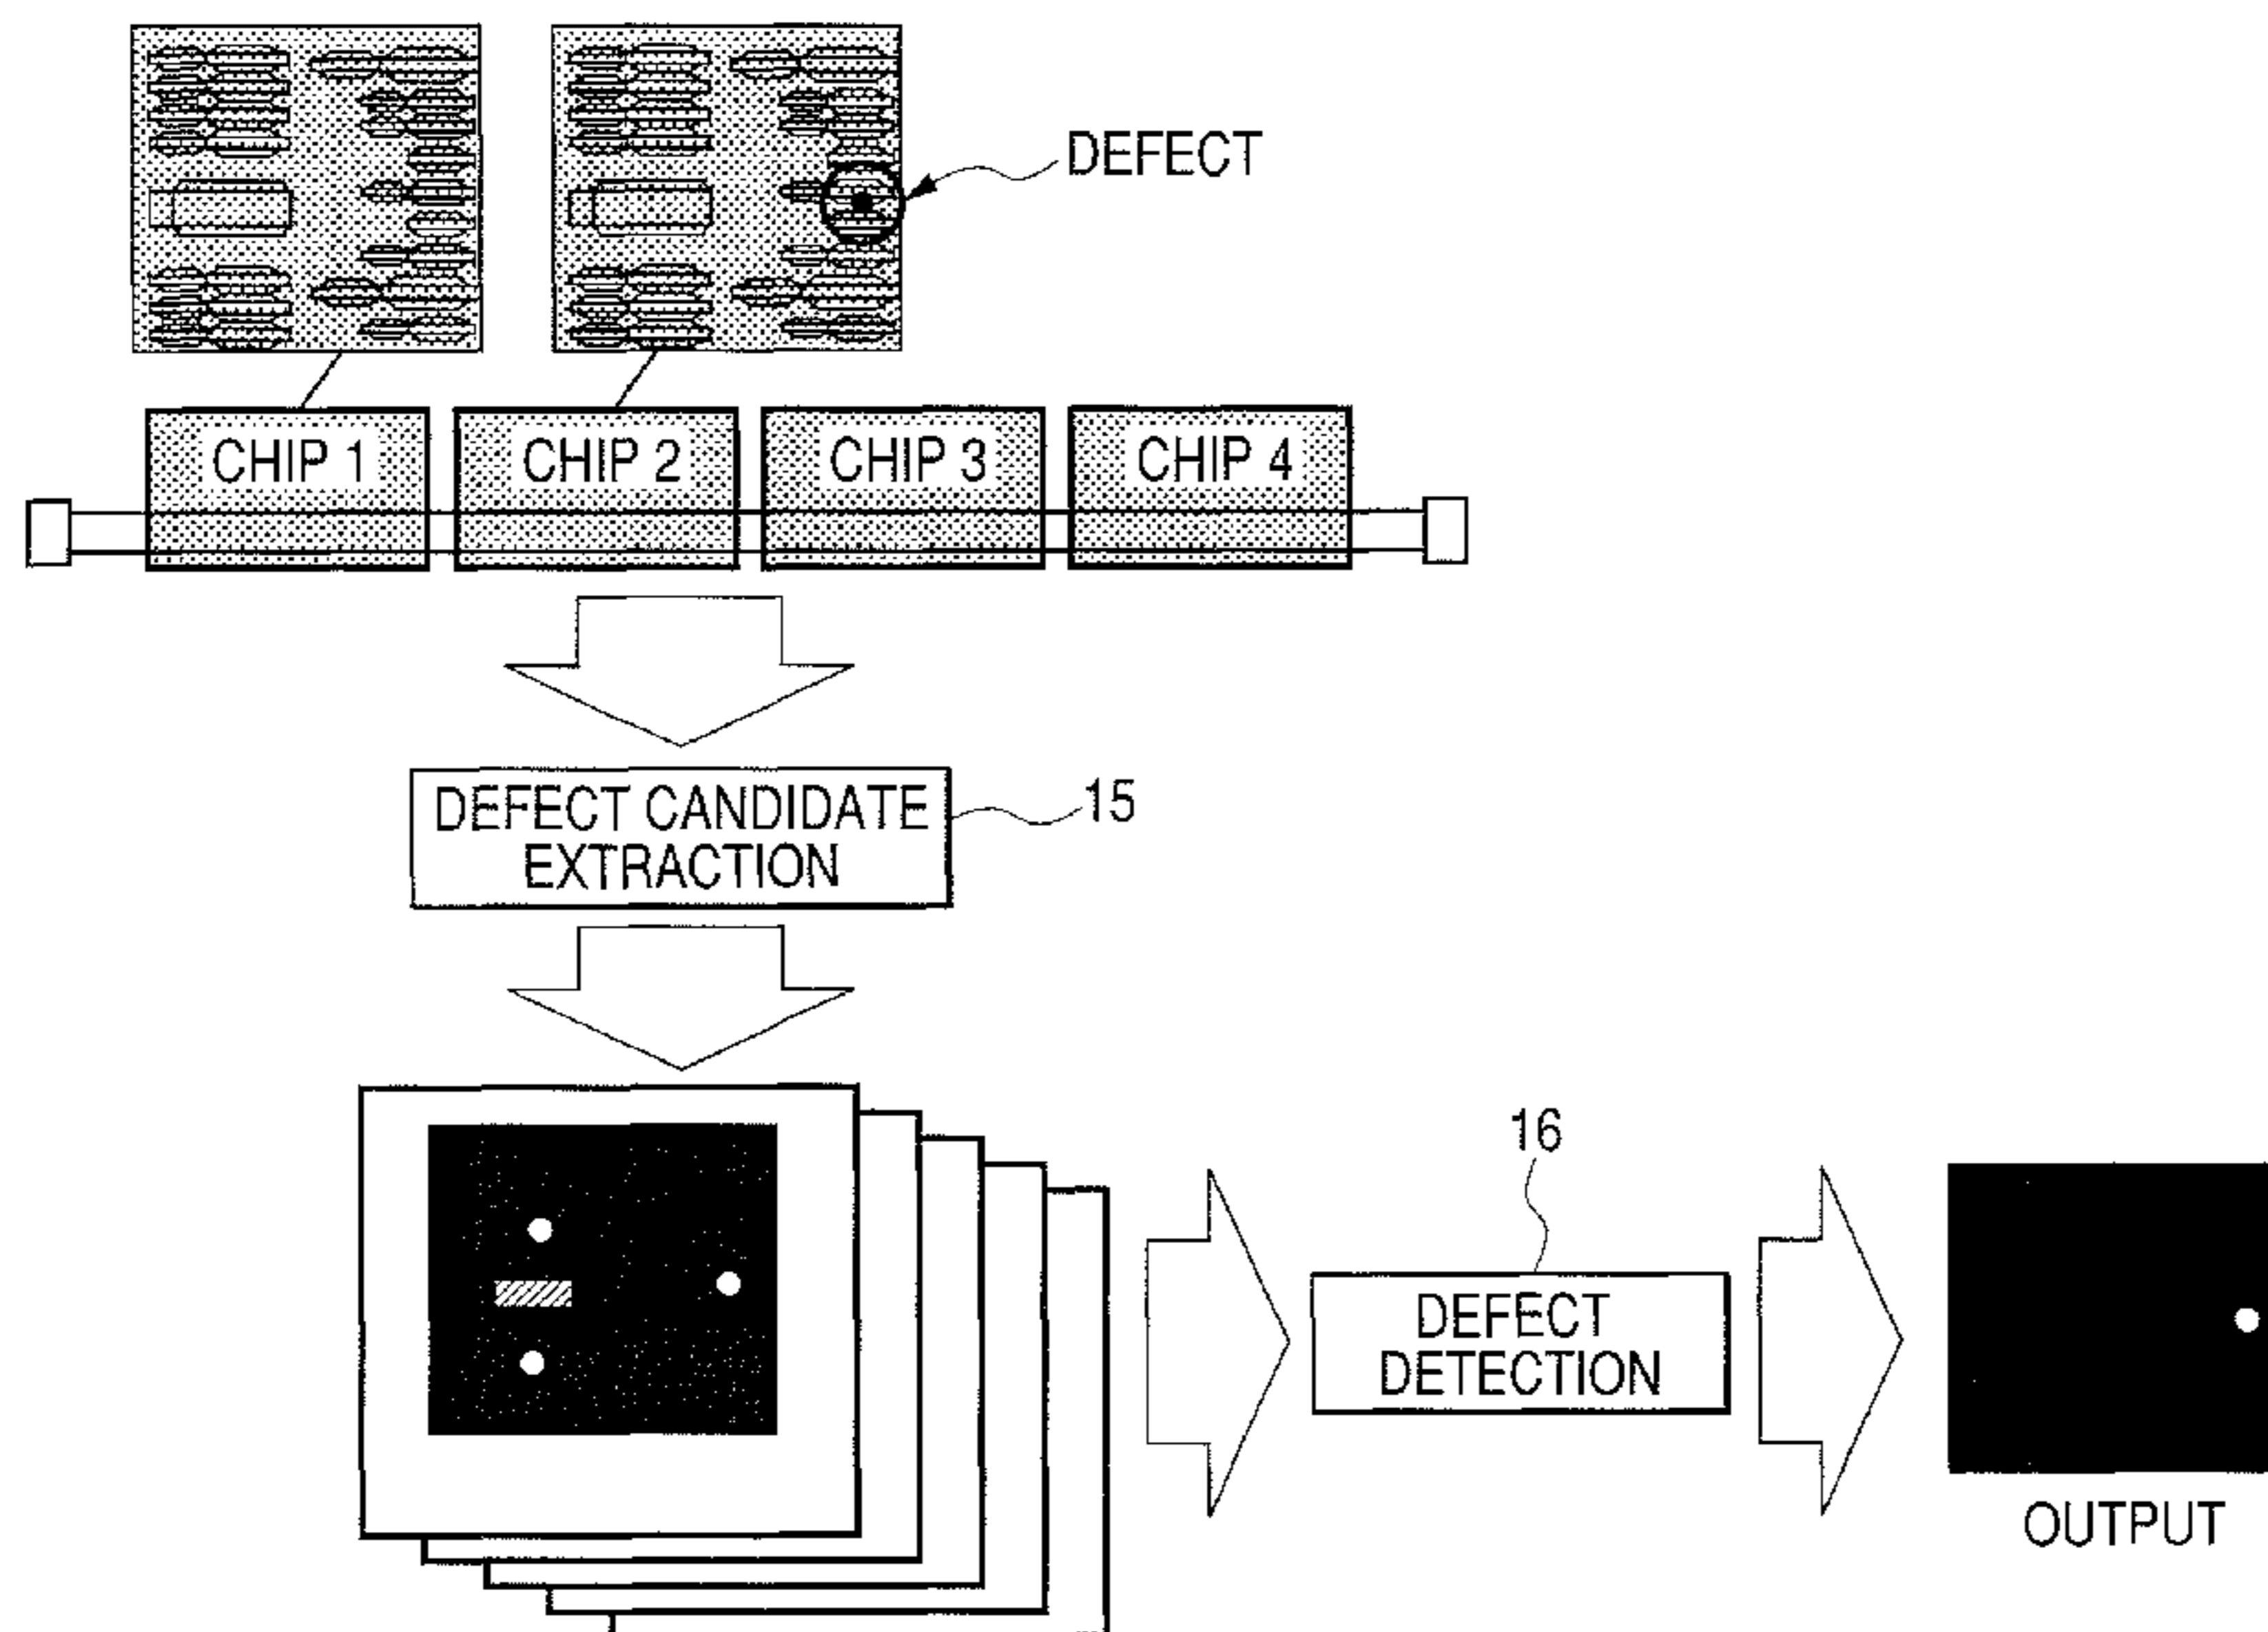 DEFECT
CHIP 1
CHIP 2
CHIP 3
CHIP 4
DEFECT CANDIDATE
EXTRACTION
15
16
DEFECT
DETECTION
OUTPUT